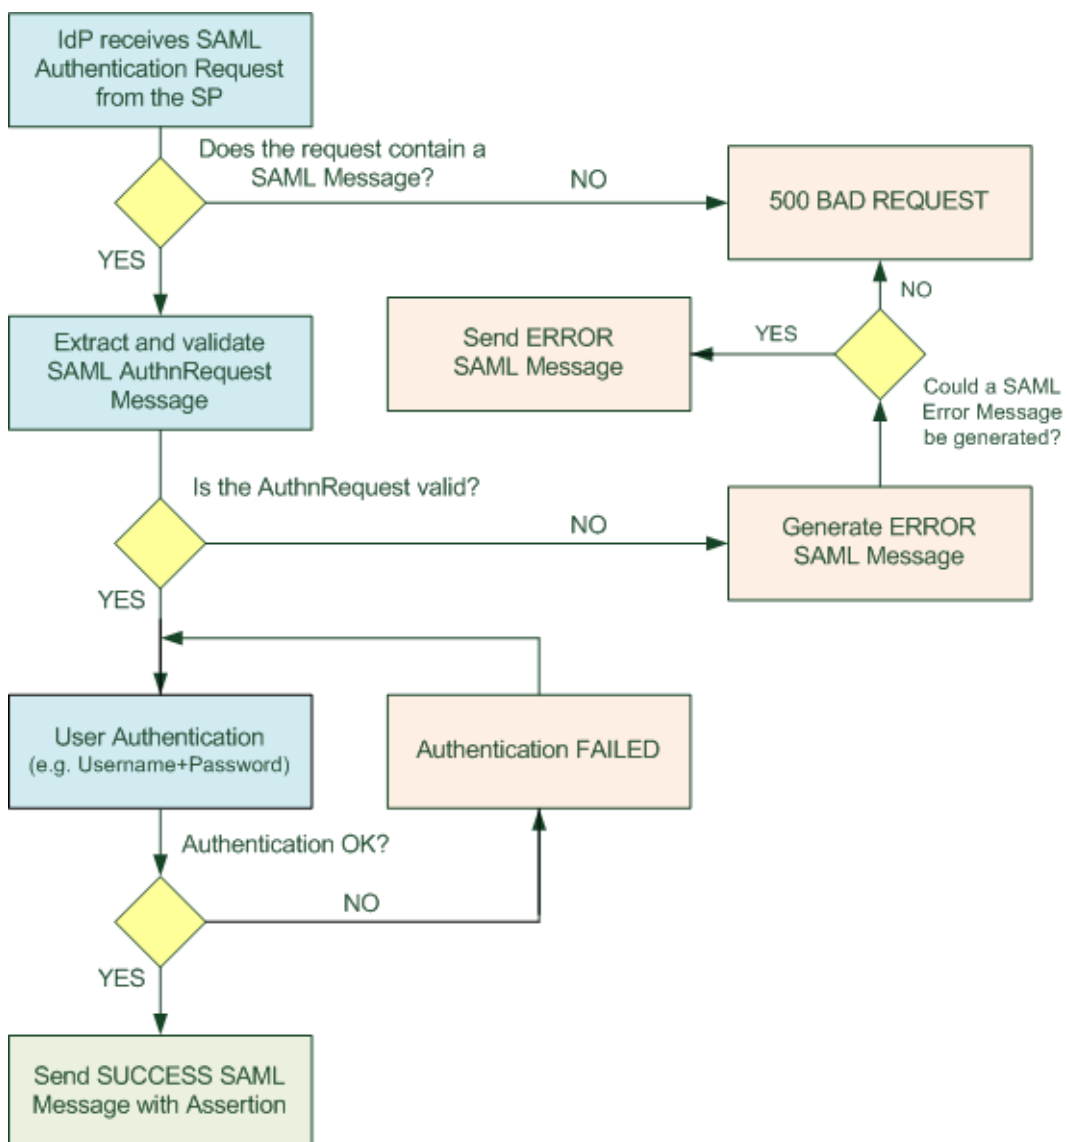 IdP receives SAML
Authentication Request
from the SP
Does the request contain a
SAML Message?
NO
500 BAD REQUEST
YES
NO
Extract and validate
SAML AuthnRequest
Message
Send ERROR
SAML Message
YES
Could a SAML
Error Message
be generated?
Is the AuthnRequest valid?
NO
Generate ERROR
SAML Message
YES
User Authentication
(e.g. Username+Password)
Authentication FAILED
Authentication OK?
NO
YES
Send SUCCESS SAML
Message with Assertion